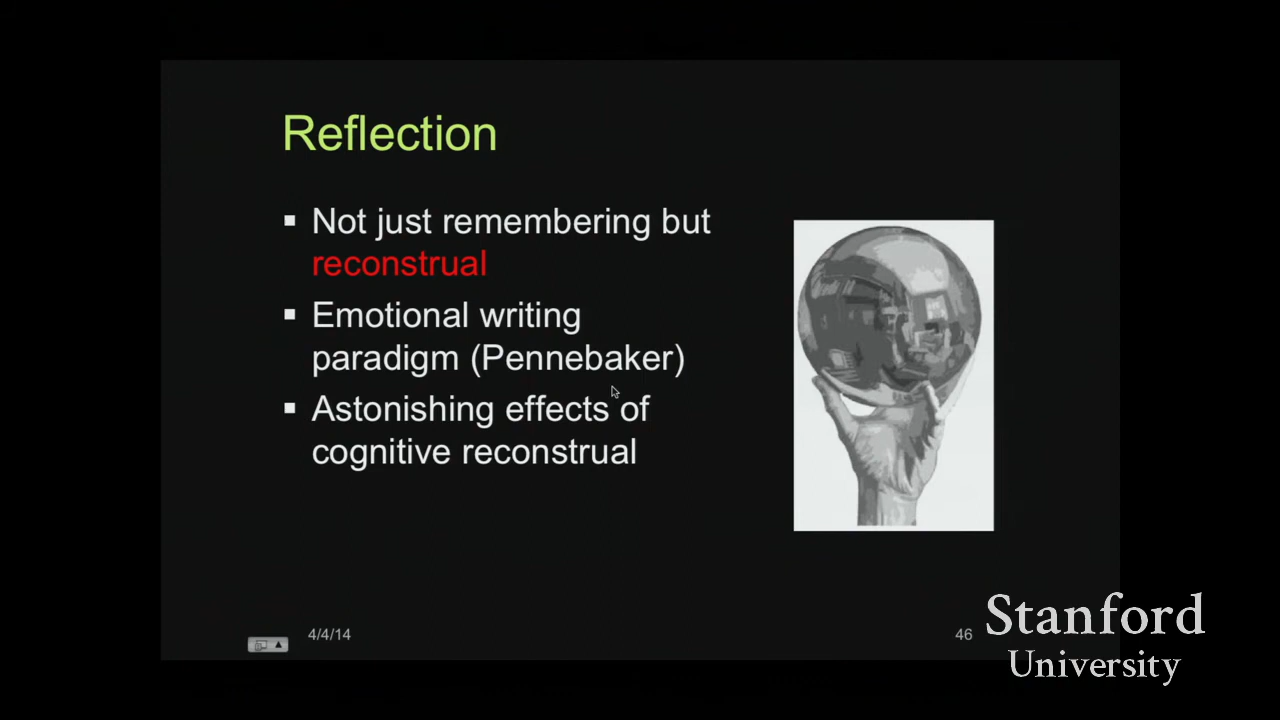 Reflection
Not just remembering but
reconstrual
Emotional writing
paradigm (Pennebaker)
Astonishing effects of
cognitive reconstrual
4/4/14
46
Stanford
University